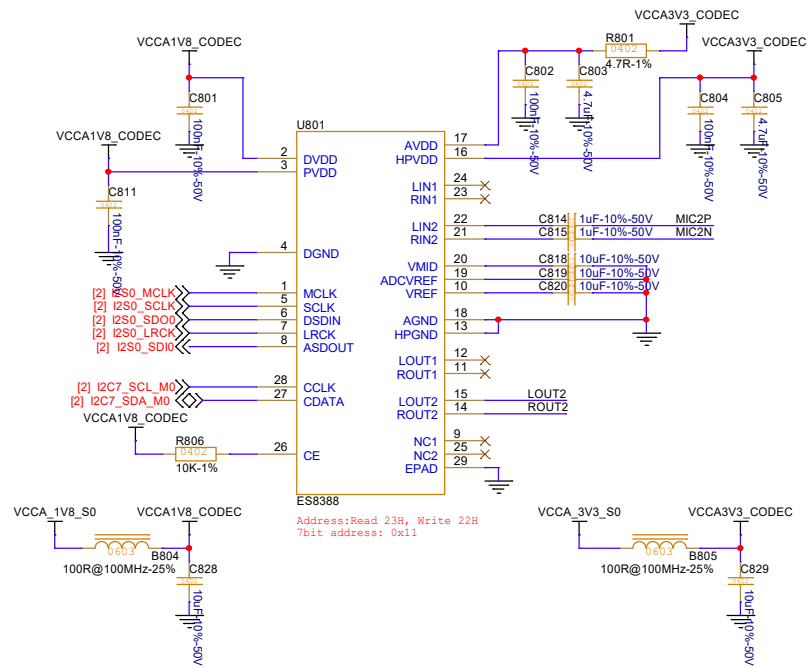 VCCA1V8_CODEC
VCCA3V3_CODEC
VCCA3V3_CODEC
R801
0402
4.7R-1%
C801
0402
100nF-10%-50V
C802
0402
100nF-10%-50V
C803
0402
4.7uF-10%-50V
C804
0402
100nF-10%-50V
C805
0402
4.7uF-10%-50V
VCCA1V8_CODEC
C811
0402
100nF-10%-50V
U801
2 DVDD
3 PVDD
4 DGND
1 MCLK
5 SCLK
6 DSDIN
7 LRCK
8 ASDOUT
28 CCLK
27 CDATA
26 CE
AVDD 17
HPVDD 16
LIN1 24
RIN1 23
LIN2 22
RIN2 21
VMID 20
ADCVREF 19
VREF 10
AGND 18
HPGND 13
LOUT1 12
ROUT1 11
LOUT2 15
ROUT2 14
NC1 9
NC2 25
EPAD 29
C814 1uF-10%-50V MIC2P
C815 1uF-10%-50V MIC2N
C818 10uF-10%-50V
C819 10uF-10%-50V
C820 10uF-10%-50V
LOUT2
ROUT2
[2] I2S0_MCLK
[2] I2S0_SCLK
[2] I2S0_SDO0
[2] I2S0_LRCK
[2] I2S0_SDI0
[2] I2C7_SCL_M0
[2] I2C7_SDA_M0
VCCA1V8_CODEC
R806
0402
10K-1%
ES8388
Address:Read 23H, Write 22H
7bit address: 0x11
VCCA_1V8_S0
VCCA1V8_CODEC
0603
B804
100R@100MHz-25%
C828
0402
10uF-10%-50V
VCCA_3V3_S0
VCCA3V3_CODEC
0603
B805
100R@100MHz-25%
C829
0402
10uF-10%-50V